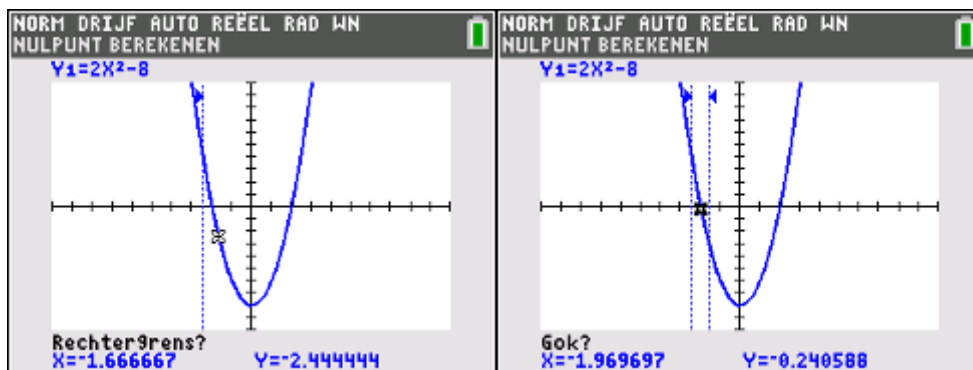 NORM DRIJF AUTO REËEL RAD WN
NULPUNT BEREKENEN
Y1=2X²-8
Rechtergrens?
X=-1.666667 Y=-2.444444
NORM DRIJF AUTO REËEL RAD WN
NULPUNT BEREKENEN
Y1=2X²-8
Gok?
X=-1.969697 Y=-0.240588